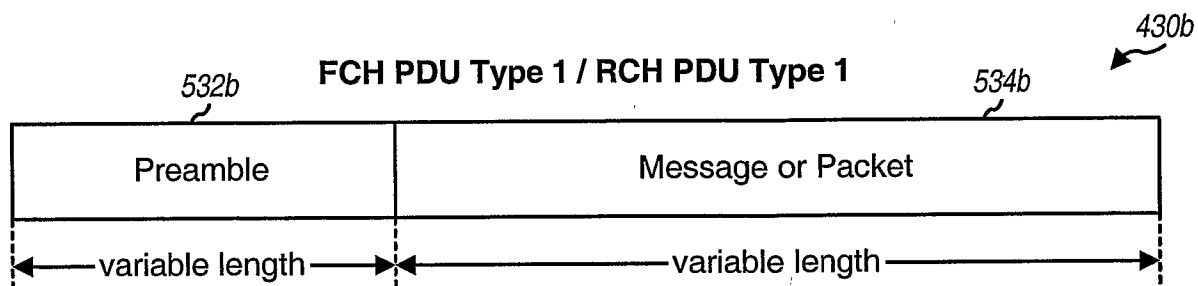 430b
FCH PDU Type 1 / RCH PDU Type 1
532b
534b
Preamble
Message or Packet
variable length
variable length